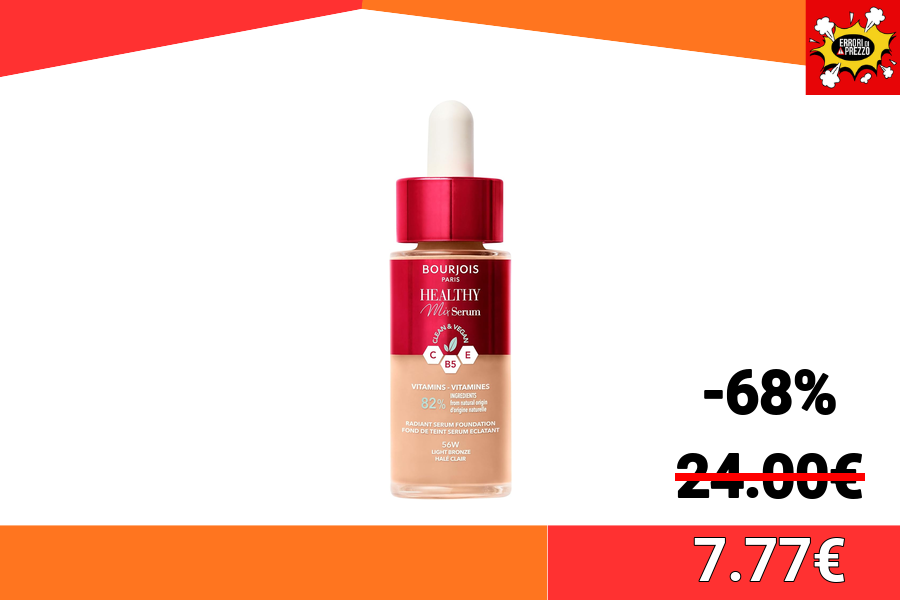 ERRORI DI
PREZZO
BOURJOIS
PARIS
HEALTHY
Mix Serum
CLEAN & VEGAN
C
B5
E
VITAMINS - VITAMINES
82%
INGREDIENTS
from natural origin
d'origine naturelle
RADIANT SERUM FOUNDATION
FOND DE TEINT SERUM ECLATANT
56W
LIGHT BRONZE
HALÉ CLAIR
-68%
24.00€
7.77€